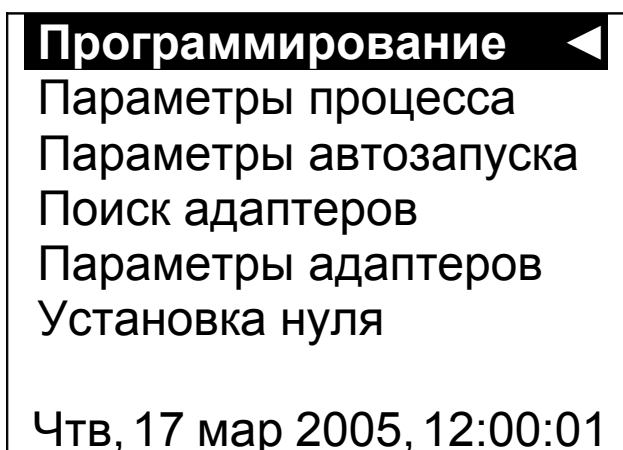 Программирование
Параметры процесса
Параметры автозапуска
Поиск адаптеров
Параметры адаптеров
Установка нуля
Чтв, 17 мар 2005, 12:00:01